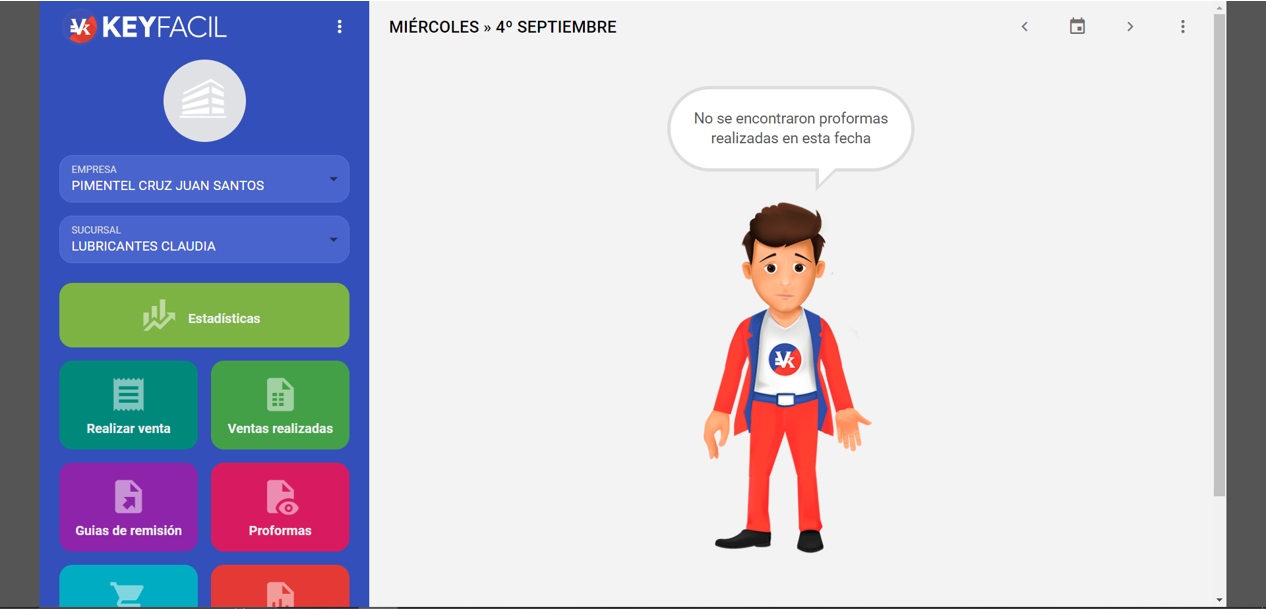 KEYFACIL
EMPRESA
PIMENTEL CRUZ JUAN SANTOS
SUCURSAL
LUBRICANTES CLAUDIA
Estadísticas
Realizar venta
Ventas realizadas
Guias de remisión
Proformas
MIÉRCOLES » 4º SEPTIEMBRE
No se encontraron proformas
realizadas en esta fecha